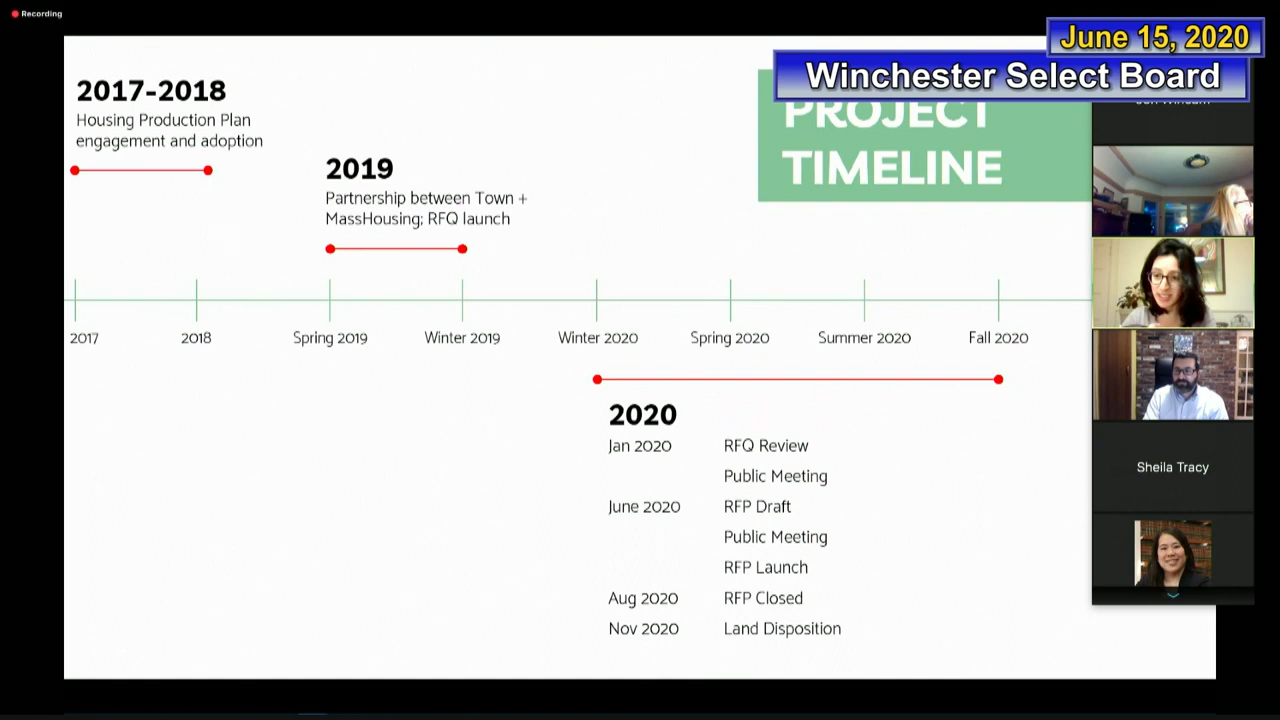 Recording
June 15, 2020
Winchester Select Board
PROJECT
TIMELINE
2017-2018
Housing Production Plan
engagement and adoption
2019
Partnership between Town +
MassHousing; RFQ launch
2017
2018
Spring 2019
Winter 2019
Winter 2020
Spring 2020
Summer 2020
Fall 2020
2020
Jan 2020 RFQ Review
Public Meeting
June 2020 RFP Draft
Public Meeting
RFP Launch
Aug 2020 RFP Closed
Nov 2020 Land Disposition
Sheila Tracy